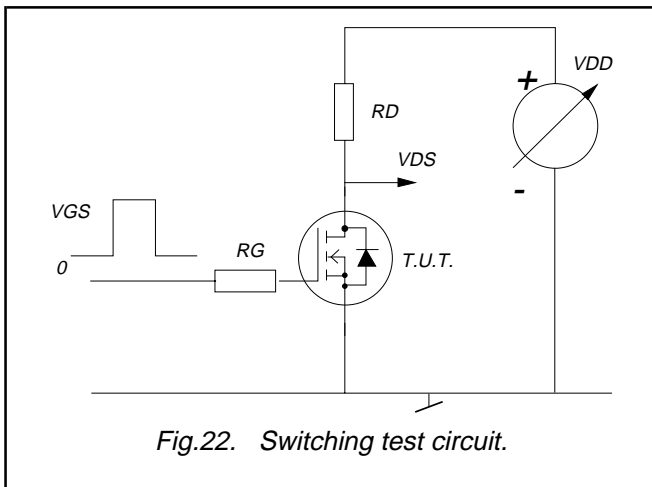 +
VDD
RD
VDS
-
VGS
0
RG
T.U.T.
Fig.22. Switching test circuit.